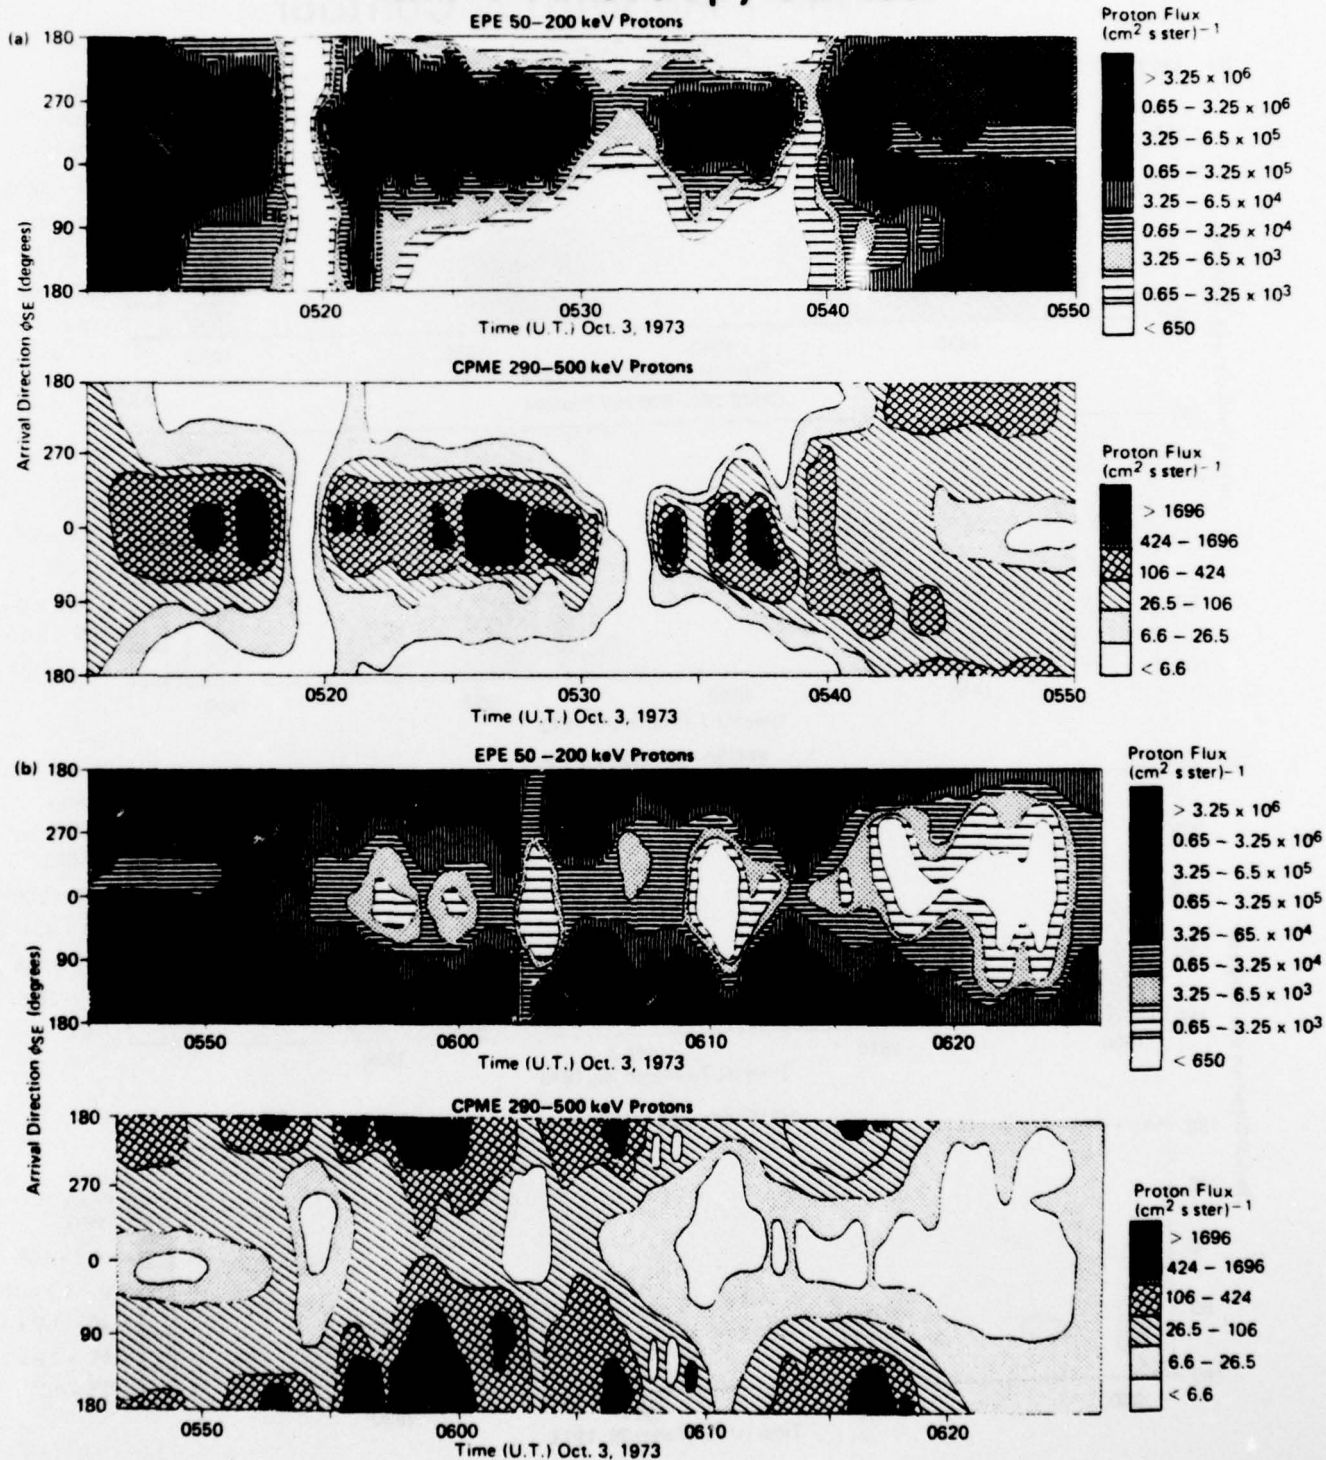 EPE 50–200 keV Protons
(a)
Proton Flux
(cm2 s ster)−1
180
270
0
90
180
> 3.25 x 10⁶
0.65 – 3.25 x 10⁶
3.25 – 6.5 x 10⁵
0.65 – 3.25 x 10⁵
3.25 – 6.5 x 10⁴
0.65 – 3.25 x 10⁴
3.25 – 6.5 x 10³
0.65 – 3.25 x 10³
< 650
0520 0530 0540 0550
Time (U.T.) Oct. 3, 1973
Arrival Direction φSE (degrees)
CPME 290–500 keV Protons
180
270
0
90
180
Proton Flux
(cm² s ster)⁻¹
> 1696
424 – 1696
106 – 424
26.5 – 106
6.6 – 26.5
< 6.6
0520 0530 0540 0550
Time (U.T.) Oct. 3, 1973
EPE 50 –200 keV Protons
(b)
Proton Flux
(cm² s ster)⁻¹
180
270
0
90
180
> 3.25 x 10⁶
0.65 – 3.25 x 10⁶
3.25 – 6.5 x 10⁵
0.65 – 3.25 x 10⁵
3.25 – 65. x 10⁴
0.65 – 3.25 x 10⁴
3.25 – 6.5 x 10³
0.65 – 3.25 x 10³
< 650
0550 0600 0610 0620
Time (U.T.) Oct. 3, 1973
Arrival Direction φSE (degrees)
CPME 290–500 keV Protons
180
270
0
90
180
Proton Flux
(cm² s ster)⁻¹
> 1696
424 – 1696
106 – 424
26.5 – 106
6.6 – 26.5
< 6.6
0550 0600 0610 0620
Time (U.T.) Oct. 3, 1973